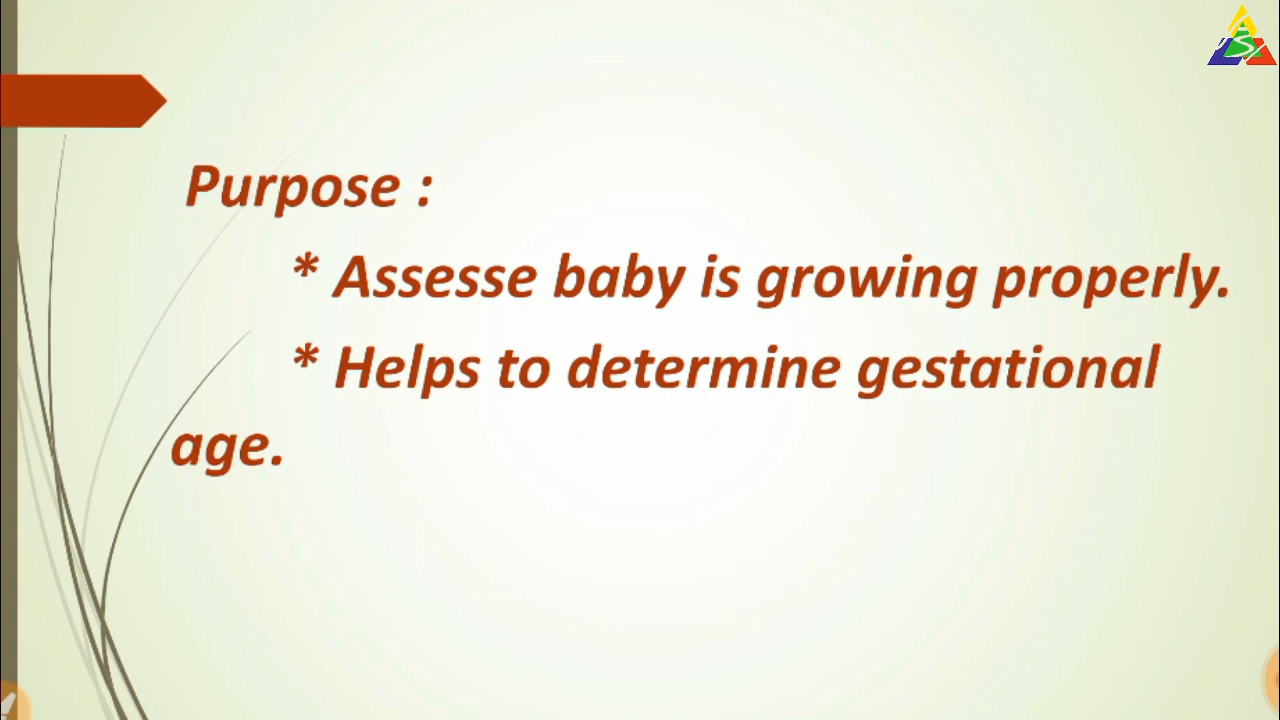 Purpose :
* Assesse baby is growing properly.
* Helps to determine gestational
age.